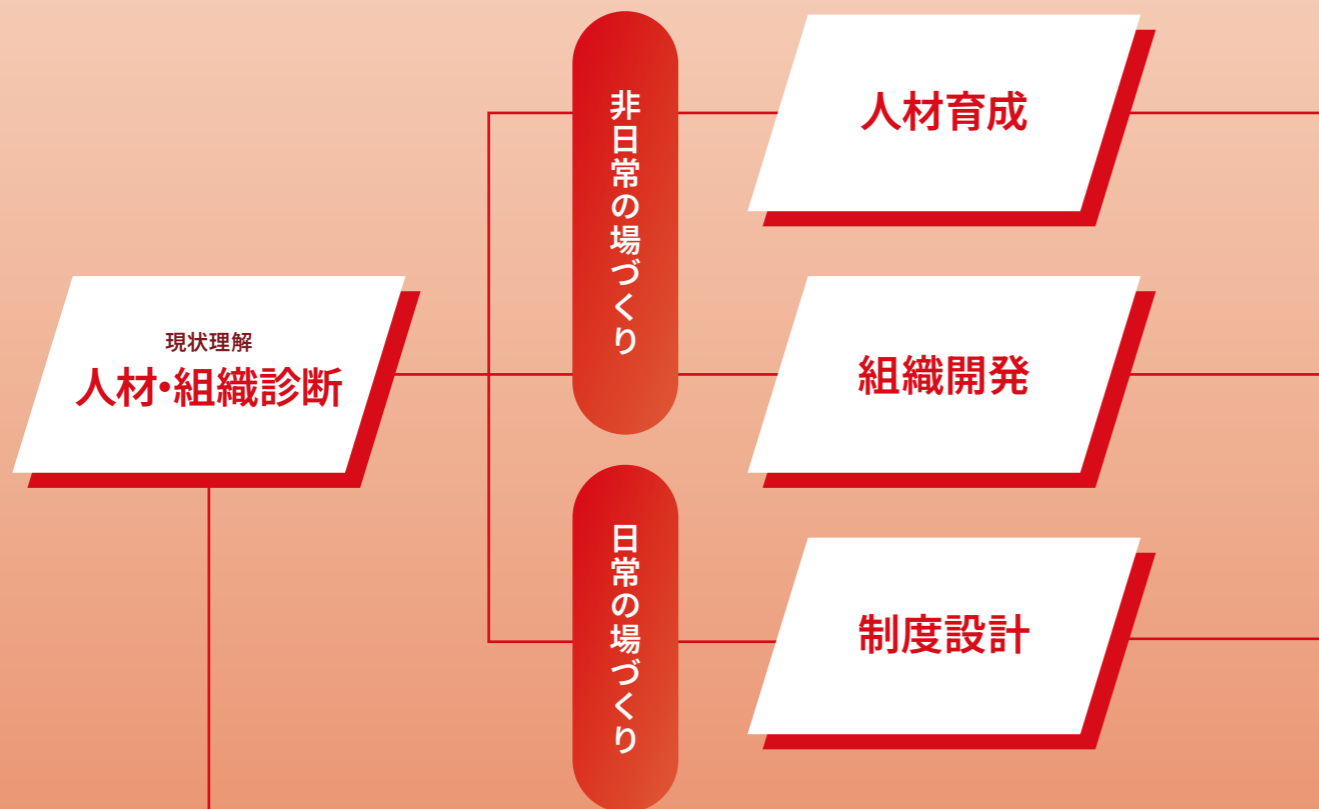 現状理解
人材・組織診断
非日常の場づくり
日常の場づくり
人材育成
組織開発
制度設計